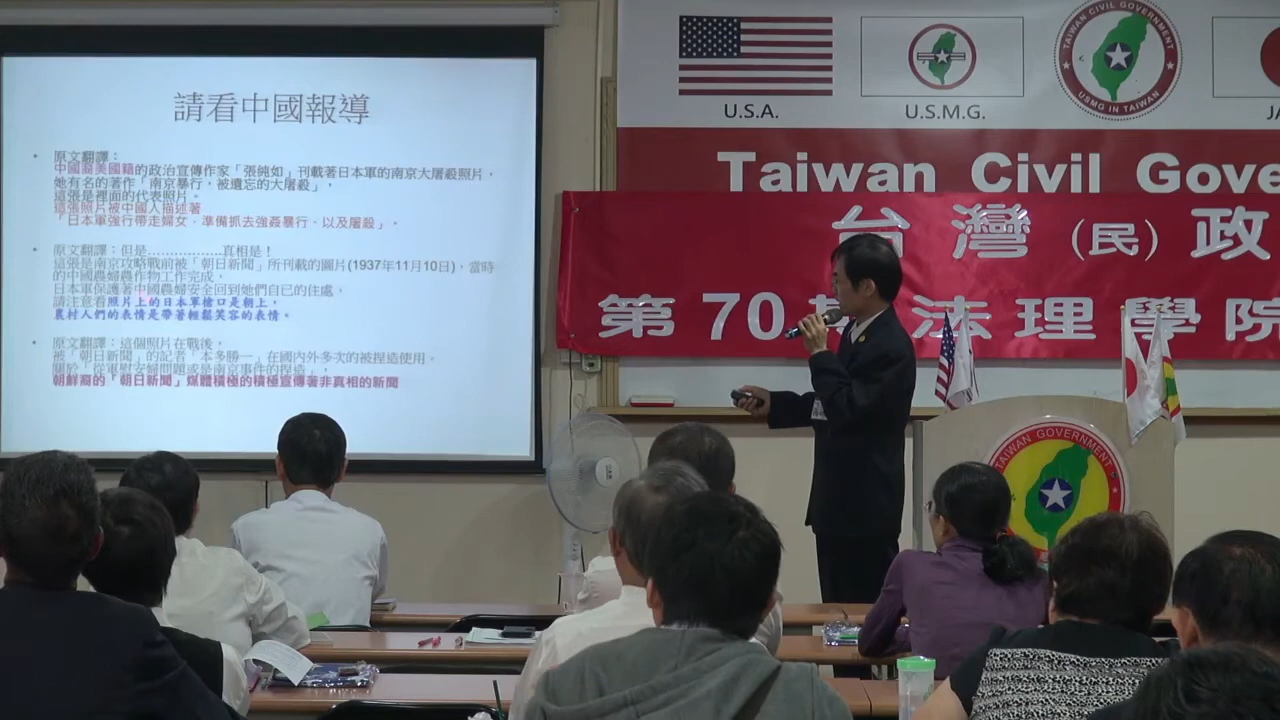 請看中國報導
原文翻譯：
中國裔美國籍的政治宣傳作家「張純如」刊載著日本軍的南京大屠殺照片，
她有名的著作「南京暴行，被遺忘的大屠殺」，
這張是裡面的代表照片。
這張照片被中國人描述著
「日本軍強行帶走婦女．準備抓去強姦暴行．以及屠殺」。
原文翻譯：但是………………真相是！
這張是南京攻略戰前被「朝日新聞」所刊載的圖片(1937年11月10日)，當時
的中國農婦農作物工作完成，
日本軍保護著中國農婦安全回到她們自己的住處，
請注意看照片上的日本軍槍口是朝上，
農村人們的表情是帶著輕鬆笑容的表情。
原文翻譯：這個照片在戰後，
被「朝日新聞」的記者「本多勝一」在國內外多次的被捏造使用。
關於「從軍慰安婦問題或是南京事件的捏造」，
朝鮮裔的「朝日新聞」媒體積極的積極宣傳著非真相的新聞
U.S.A.
U.S.M.G.
JA
TAIWAN CIVIL GOVERNMENT
USMG IN TAIWAN
Taiwan Civil Gove
台灣(民)政
第70 法理學院
TAIWAN GOVERNMENT